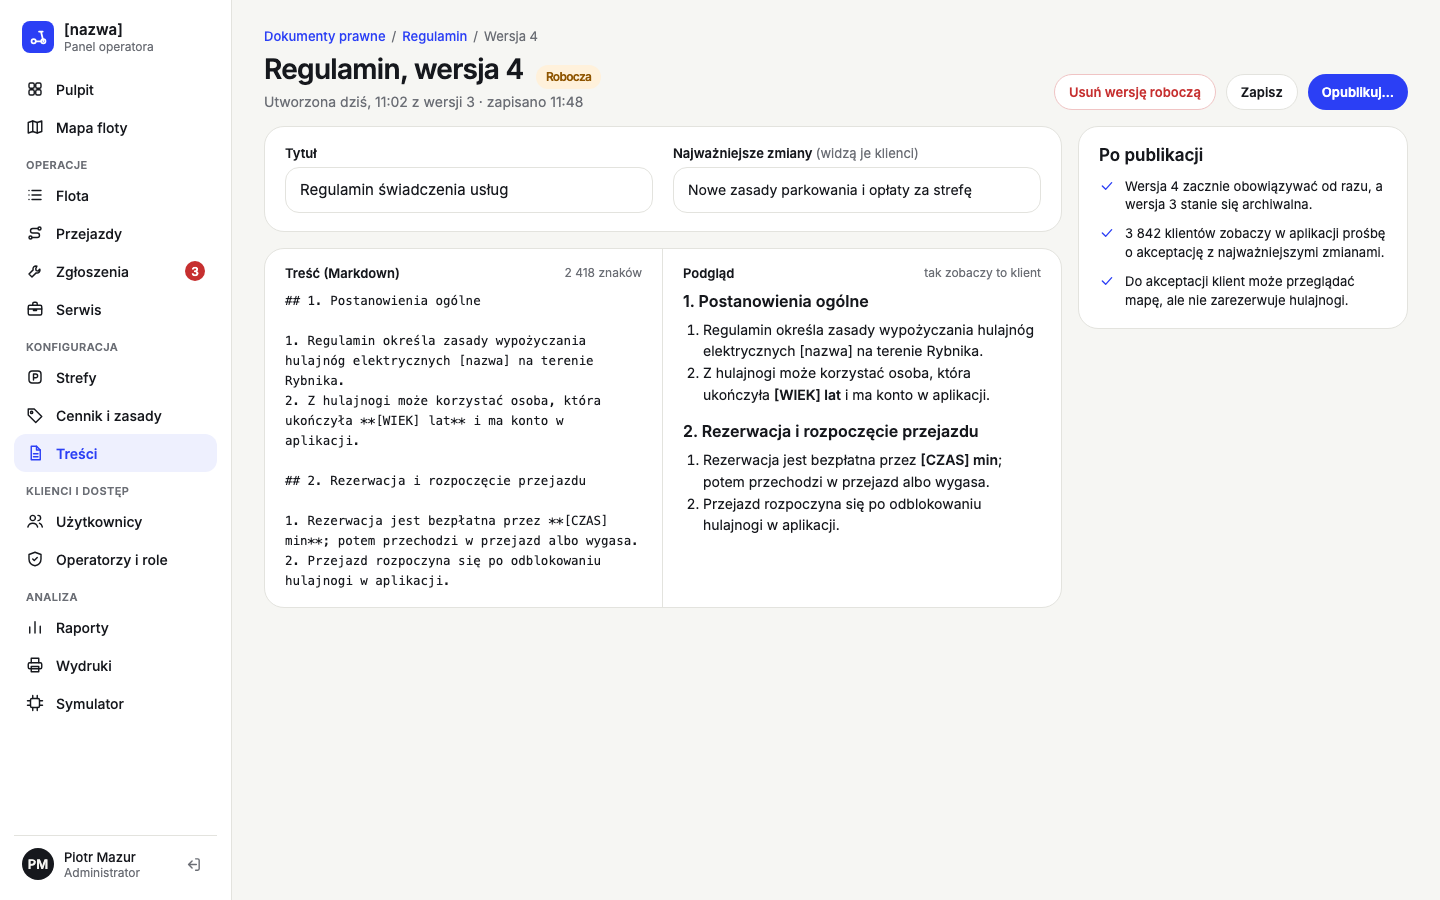 [nazwa]
Panel operatora
Pulpit
Mapa floty
OPERACJE
Flota
Przejazdy
Zgłoszenia 3
Serwis
KONFIGURACJA
Strefy
Cennik i zasady
Treści
KLIENCI I DOSTĘP
Użytkownicy
Operatorzy i role
ANALIZA
Raporty
Wydruki
Symulator
PM
Piotr Mazur
Administrator
Dokumenty prawne / Regulamin / Wersja 4
Regulamin, wersja 4 Robocza
Utworzona dziś, 11:02 z wersji 3 · zapisano 11:48
Usuń wersję roboczą
Zapisz
Opublikuj...
Tytuł
Regulamin świadczenia usług
Najważniejsze zmiany (widzą je klienci)
Nowe zasady parkowania i opłaty za strefę
Treść (Markdown) 2 418 znaków
## 1. Postanowienia ogólne
1. Regulamin określa zasady wypożyczania
hulajnóg elektrycznych [nazwa] na terenie
Rybnika.
2. Z hulajnogi może korzystać osoba, która
ukończyła **[WIEK] lat** i ma konto w
aplikacji.
## 2. Rezerwacja i rozpoczęcie przejazdu
1. Rezerwacja jest bezpłatna przez **[CZAS]
min**; potem przechodzi w przejazd albo wygasa.
2. Przejazd rozpoczyna się po odblokowaniu
hulajnogi w aplikacji.
Podgląd tak zobaczy to klient
1. Postanowienia ogólne
1. Regulamin określa zasady wypożyczania hulajnóg
elektrycznych [nazwa] na terenie Rybnika.
2. Z hulajnogi może korzystać osoba, która
ukończyła [WIEK] lat i ma konto w aplikacji.
2. Rezerwacja i rozpoczęcie przejazdu
1. Rezerwacja jest bezpłatna przez [CZAS] min;
potem przechodzi w przejazd albo wygasa.
2. Przejazd rozpoczyna się po odblokowaniu
hulajnogi w aplikacji.
Po publikacji
Wersja 4 zacznie obowiązywać od razu, a
wersja 3 stanie się archiwalna.
3 842 klientów zobaczy w aplikacji prośbę
o akceptację z najważniejszymi zmianami.
Do akceptacji klient może przeglądać
mapę, ale nie zarezerwuje hulajnogi.